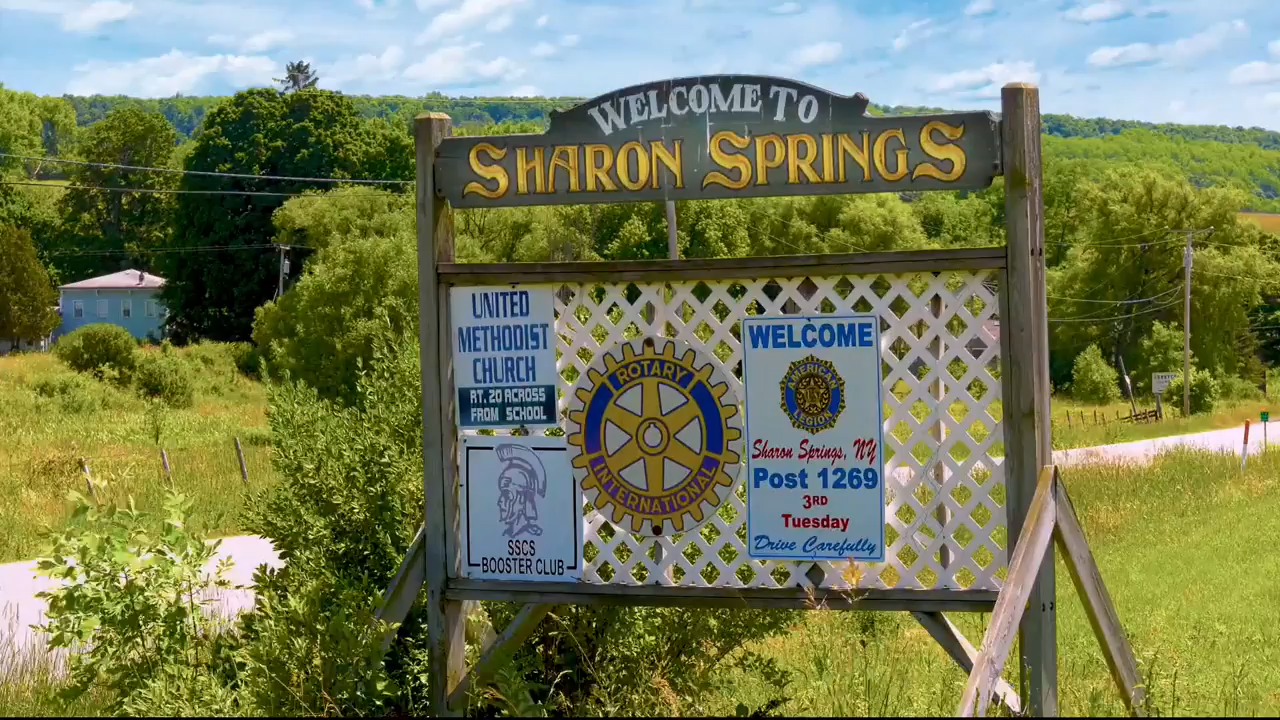 WELCOME TO
SHARON SPRINGS
UNITED
METHODIST
CHURCH
RT. 20 ACROSS
FROM SCHOOL
ROTARY
INTERNATIONAL
SSCS
BOOSTER CLUB
WELCOME
AMERICAN
LEGION
Sharon Springs, NY
Post 1269
3RD
Tuesday
Drive Carefully